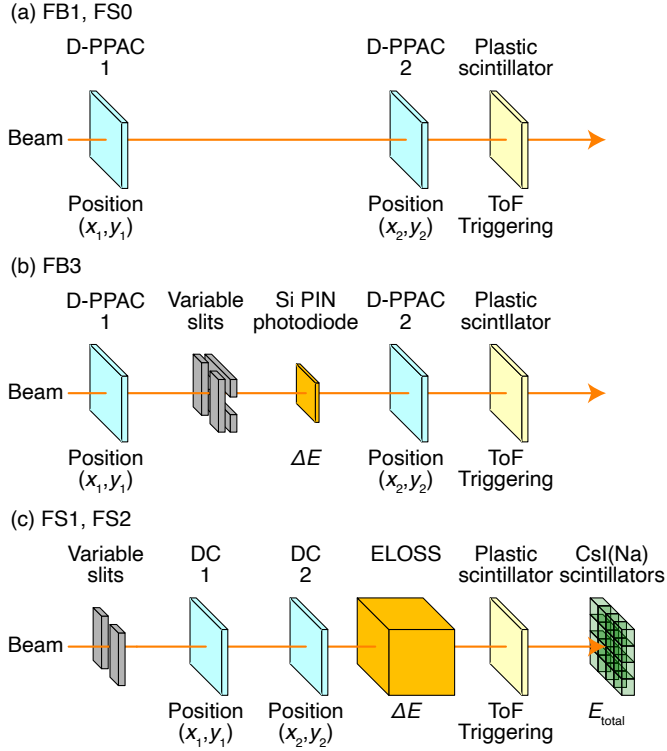 (a) FB1, FS0
D-PPAC
1
D-PPAC
2
Plastic
scintillator
Beam
Position
(x₁,y₁)
Position
(x₂,y₂)
ToF
Triggering
(b) FB3
D-PPAC
1
Variable
slits
Si PIN
photodiode
D-PPAC
2
Plastic
scintllator
Beam
Position
(x₁,y₁)
ΔE
Position
(x₂,y₂)
ToF
Triggering
(c) FS1, FS2
Variable
slits
DC
1
DC
2
ELOSS
Plastic
scintillator
CsI(Na)
scintillators
Beam
Position
(x₁,y₁)
Position
(x₂,y₂)
ΔE
ToF
Triggering
E_total